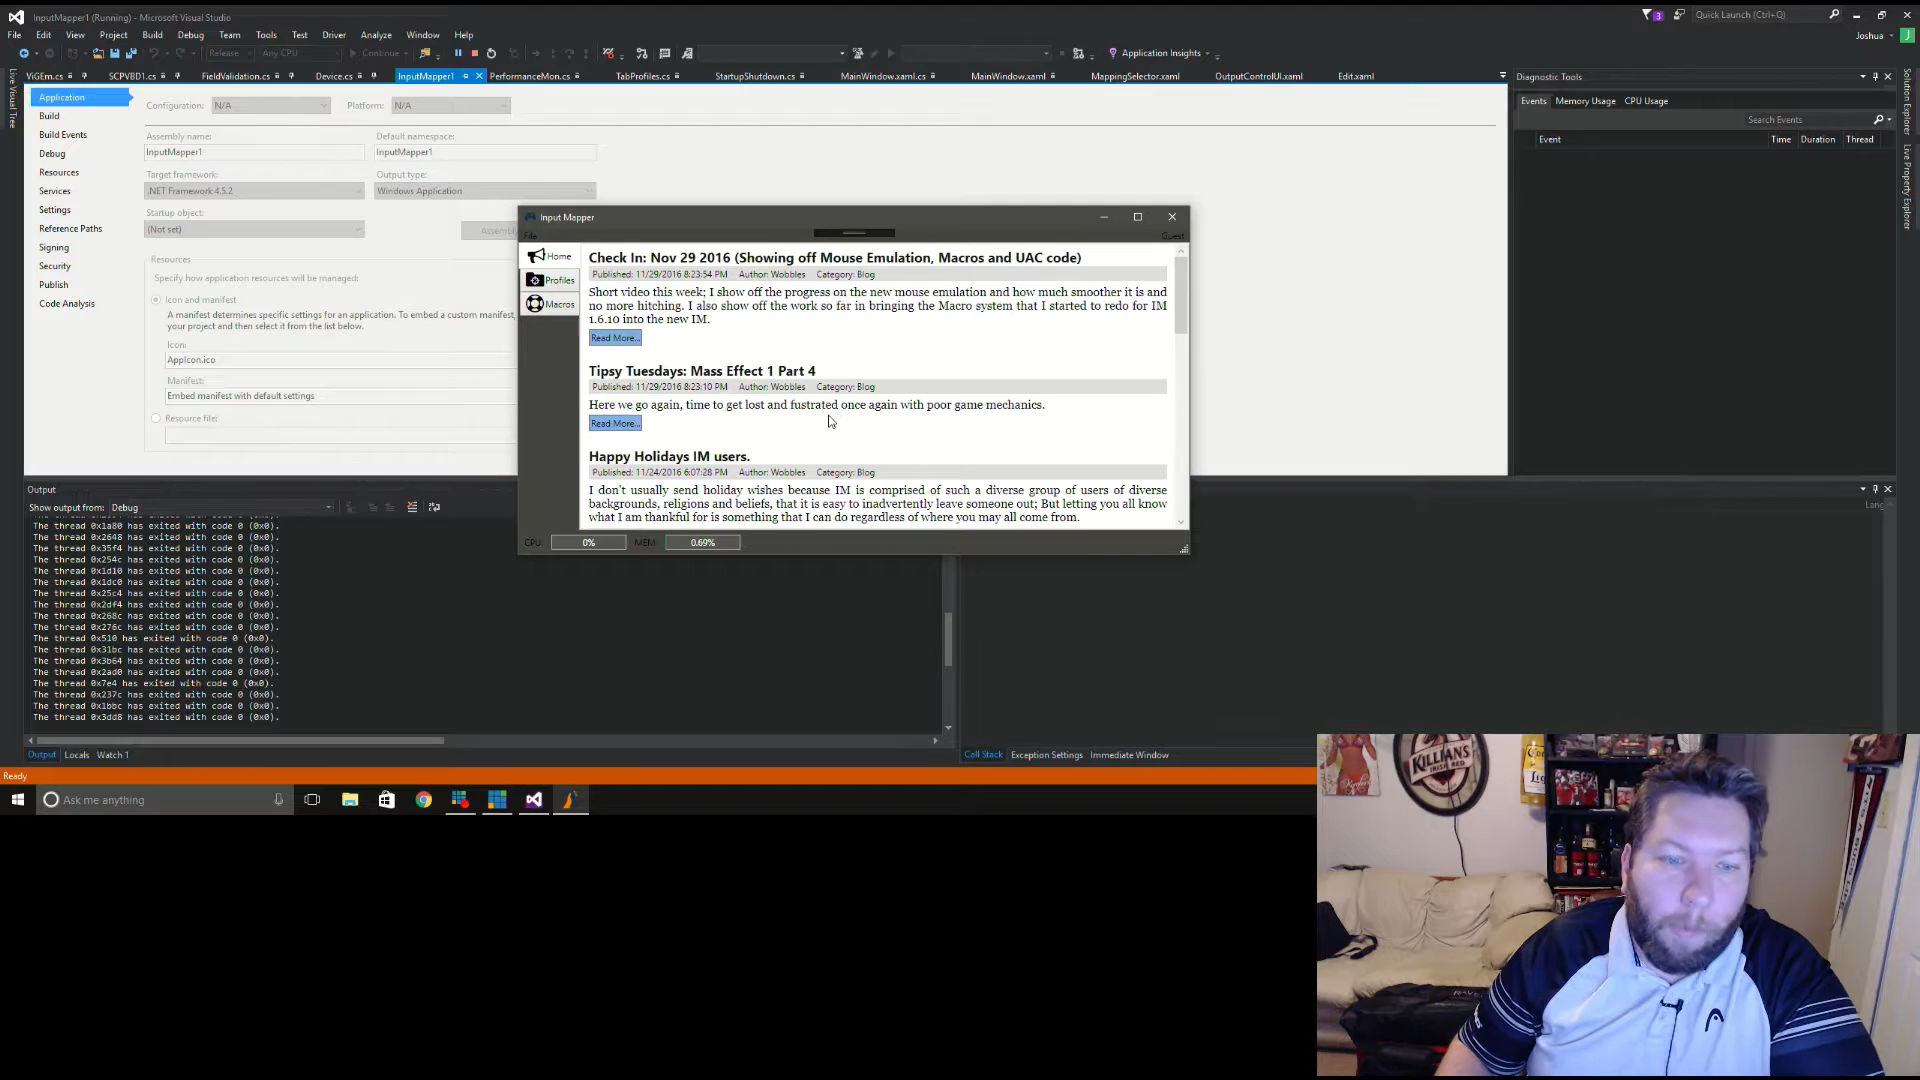 InputMapper1 (Running) - Microsoft Visual Studio
3
Quick Launch (Ctrl+Q)
File Edit View Project Build Debug Team Tools Test Driver Analyze Window Help
Joshua J
Release Any CPU Continue Application Insights
ViGEm.cs SCPVBD1.cs FieldValidation.cs Device.cs InputMapper1 PerformanceMon.cs TabProfiles.cs StartupShutdown.cs MainWindow.xaml.cs MainWindow.xaml MappingSelector.xaml OutputControlUI.xaml Edit.xaml
Live Visual Tree
Application
Build
Build Events
Debug
Resources
Services
Settings
Reference Paths
Signing
Security
Publish
Code Analysis
Configuration: N/A Platform: N/A
Assembly name: Default namespace:
InputMapper1 InputMapper1
Target framework: Output type:
.NET Framework 4.5.2 Windows Application
Startup object:
(Not set) Assembl
Resources
Specify how application resources will be managed:
Icon and manifest
A manifest determines specific settings for an application. To embed a custom manifest,
your project and then select it from the list below.
Icon:
AppIcon.ico
Manifest:
Embed manifest with default settings
Resource file:
Input Mapper
File Guest
Home
Profiles
Macros
Check In: Nov 29 2016 (Showing off Mouse Emulation, Macros and UAC code)
Published: 11/29/2016 8:23:54 PM Author: Wobbles Category: Blog
Short video this week; I show off the progress on the new mouse emulation and how much smoother it is and
no more hitching. I also show off the work so far in bringing the Macro system that I started to redo for IM
1.6.10 into the new IM.
Read More...
Tipsy Tuesdays: Mass Effect 1 Part 4
Published: 11/29/2016 8:23:10 PM Author: Wobbles Category: Blog
Here we go again, time to get lost and fustrated once again with poor game mechanics.
Read More...
Happy Holidays IM users.
Published: 11/24/2016 6:07:28 PM Author: Wobbles Category: Blog
I don't usually send holiday wishes because IM is comprised of such a diverse group of users of diverse
backgrounds, religions and beliefs, that it is easy to inadvertently leave someone out; But letting you all know
what I am thankful for is something that I can do regardless of where you may all come from.
CPU: 0% MEM: 0.69%
Diagnostic Tools
Events Memory Usage CPU Usage
Search Events
Event Time Duration Thread
Solution Explorer
Live Property Explorer
Lang
Output
Show output from: Debug
The thread 0x1a80 has exited with code 0 (0x0).
The thread 0x2648 has exited with code 0 (0x0).
The thread 0x35f4 has exited with code 0 (0x0).
The thread 0x254c has exited with code 0 (0x0).
The thread 0x1d10 has exited with code 0 (0x0).
The thread 0x1dc0 has exited with code 0 (0x0).
The thread 0x25c4 has exited with code 0 (0x0).
The thread 0x2df4 has exited with code 0 (0x0).
The thread 0x268c has exited with code 0 (0x0).
The thread 0x276c has exited with code 0 (0x0).
The thread 0x510 has exited with code 0 (0x0).
The thread 0x31bc has exited with code 0 (0x0).
The thread 0x3b64 has exited with code 0 (0x0).
The thread 0x2ad0 has exited with code 0 (0x0).
The thread 0x7e4 has exited with code 0 (0x0).
The thread 0x237c has exited with code 0 (0x0).
The thread 0x1bbc has exited with code 0 (0x0).
The thread 0x3dd8 has exited with code 0 (0x0).
Output Locals Watch 1
Call Stack Exception Settings Immediate Window
Ready
Ask me anything
KILLIAN'S
IRISH RED